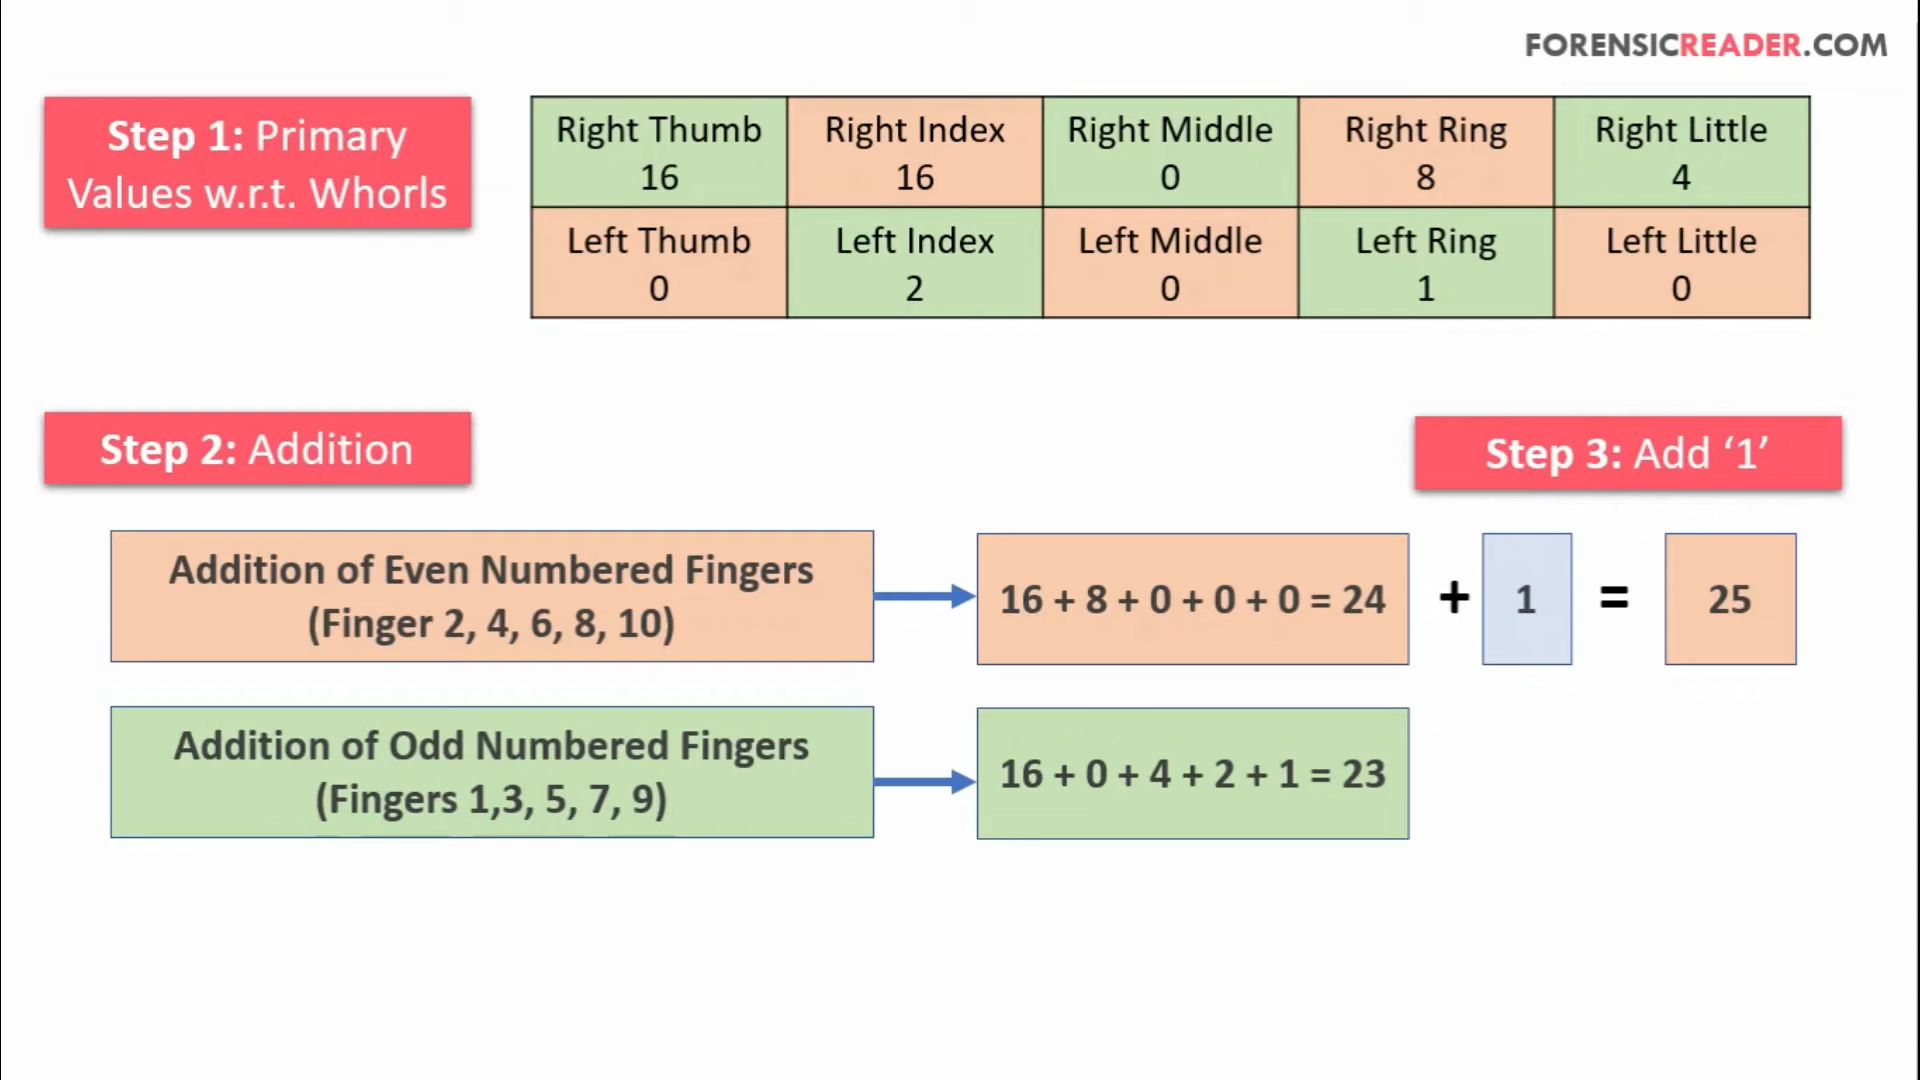 FORENSICREADER.COM
Step 1: Primary
Values w.r.t. Whorls
Right Thumb Right Index Right Middle Right Ring Right Little
16 16 0 8 4
Left Thumb Left Index Left Middle Left Ring Left Little
0 2 0 1 0
Step 2: Addition
Step 3: Add ‘1’
Addition of Even Numbered Fingers
(Finger 2, 4, 6, 8, 10)
16 + 8 + 0 + 0 + 0 = 24 + 1 = 25
Addition of Odd Numbered Fingers
(Fingers 1,3, 5, 7, 9)
16 + 0 + 4 + 2 + 1 = 23